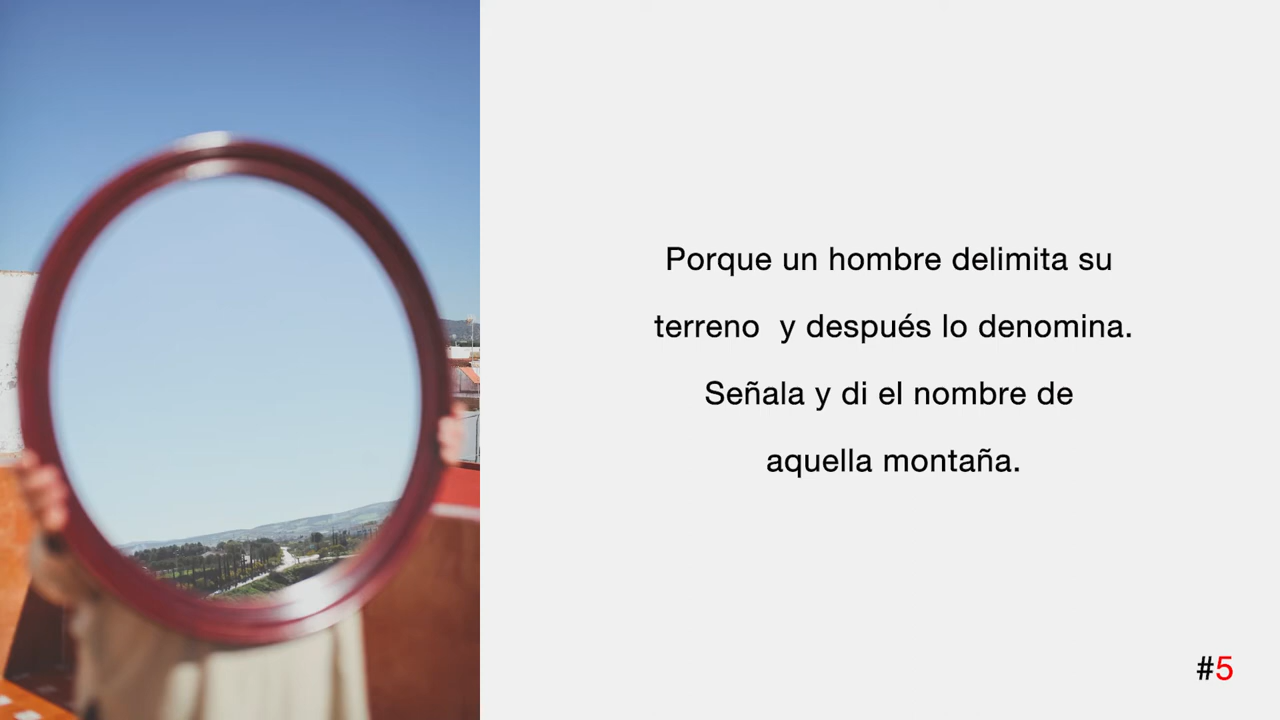 Porque un hombre delimita su
terreno  y después lo denomina.
Señala y di el nombre de
aquella montaña.
#5